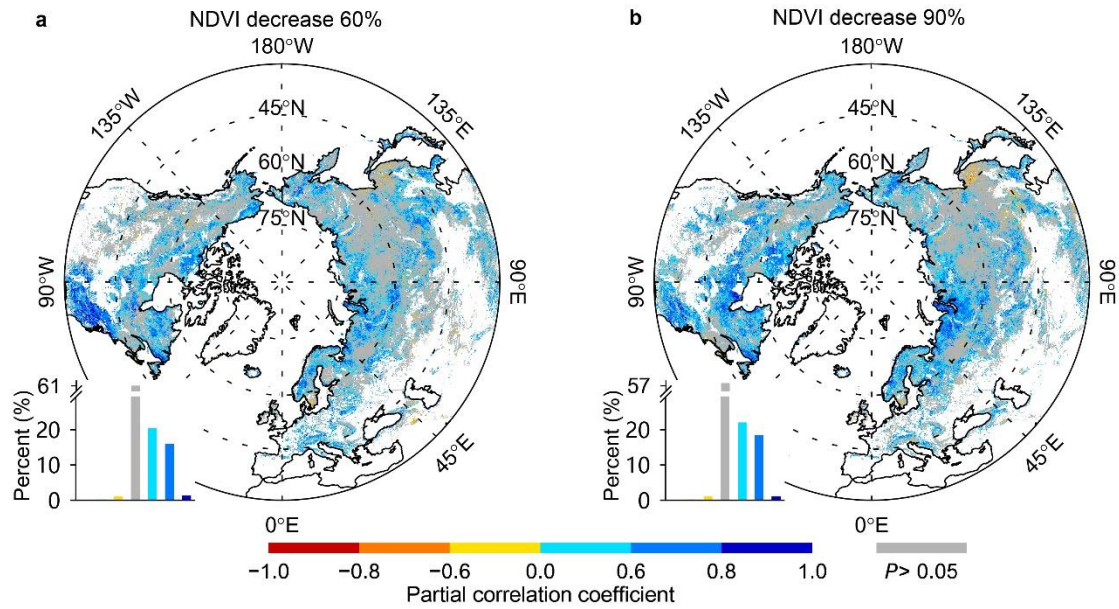 a
NDVI decrease 60%
180°W
135°W
135°E
45°N
60°N
75°N
90°W
90°E
45°E
0°E
61
20
10
0
Percent (%)
b
NDVI decrease 90%
180°W
135°W
135°E
45°N
60°N
75°N
90°W
90°E
45°E
0°E
57
20
10
0
Percent (%)
−1.0 −0.8 −0.6 0.0 0.6 0.8 1.0
Partial correlation coefficient
P> 0.05